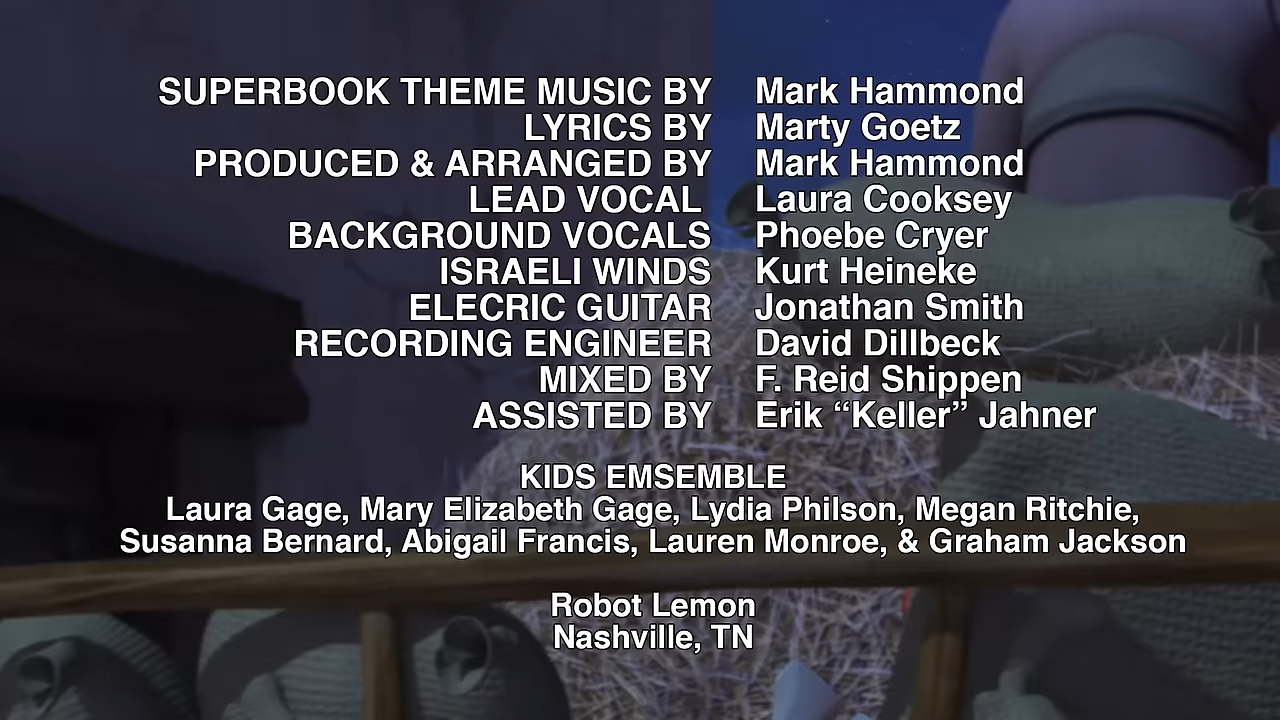 SUPERBOOK THEME MUSIC BY Mark Hammond
LYRICS BY Marty Goetz
PRODUCED & ARRANGED BY Mark Hammond
LEAD VOCAL Laura Cooksey
BACKGROUND VOCALS Phoebe Cryer
ISRAELI WINDS Kurt Heineke
ELECRIC GUITAR Jonathan Smith
RECORDING ENGINEER David Dillbeck
MIXED BY F. Reid Shippen
ASSISTED BY Erik “Keller” Jahner
KIDS EMSEMBLE
Laura Gage, Mary Elizabeth Gage, Lydia Philson, Megan Ritchie,
Susanna Bernard, Abigail Francis, Lauren Monroe, & Graham Jackson
Robot Lemon
Nashville, TN